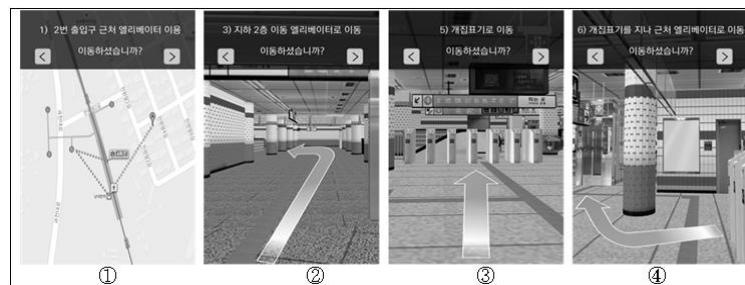 1) 2번 출입구 근처 엘리베이터 이용
이동하셨습니까?
3) 지하 2층 이동 엘리베이터로 이동
이동하셨습니까?
5) 개집표기로 이동
이동하셨습니까?
6) 개집표기를 지나 근처 엘리베이터로 이동
이동하셨습니까?
①
②
③
④